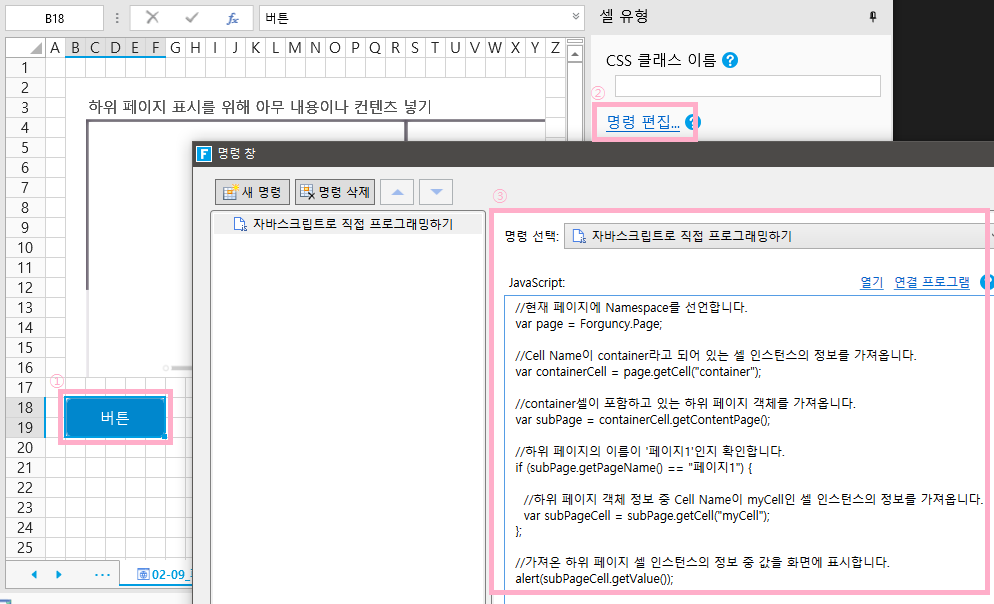 B18
fx
버튼
셀 유형
A B C D E F G H I J K L M N O P Q R S T U V W X Y Z
1
2
3
4
5
6
7
8
9
10
11
12
13
14
15
16
17
18
19
20
21
22
23
24
25
하위 페이지 표시를 위해 아무 내용이나 컨텐츠 넣기
①
버튼
02-09_
CSS 클래스 이름 ?
②
명령 편집... ?
F 명령 창
새 명령
명령 삭제
자바스크립트로 직접 프로그래밍하기
③
명령 선택: 자바스크립트로 직접 프로그래밍하기
JavaScript: 열기 연결 프로그램 ?
//현재 페이지에 Namespace를 선언합니다.
var page = Forguncy.Page;
//Cell Name이 container라고 되어 있는 셀 인스턴스의 정보를 가져옵니다.
var containerCell = page.getCell("container");
//container셀이 포함하고 있는 하위 페이지 객체를 가져옵니다.
var subPage = containerCell.getContentPage();
//하위 페이지의 이름이 '페이지1'인지 확인합니다.
if (subPage.getPageName() == "페이지1") {
//하위 페이지 객체 정보 중 Cell Name이 myCell인 셀 인스턴스의 정보를 가져옵니다.
var subPageCell = subPage.getCell("myCell");
};
//가져온 하위 페이지 셀 인스턴스의 정보 중 값을 화면에 표시합니다.
alert(subPageCell.getValue());